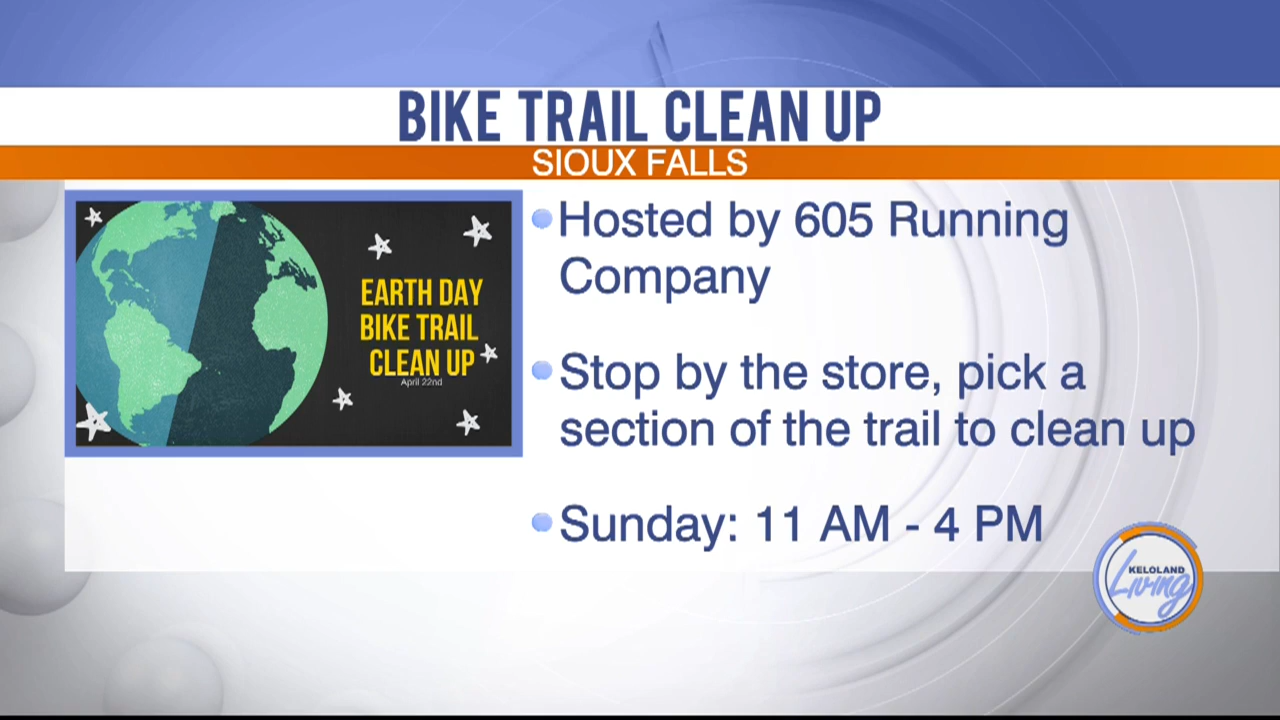 BIKE TRAIL CLEAN UP
SIOUX FALLS
EARTH DAY
BIKE TRAIL
CLEAN UP
April 22nd
Hosted by 605 Running
Company
Stop by the store, pick a
section of the trail to clean up
Sunday: 11 AM - 4 PM
KELOLAND
Living